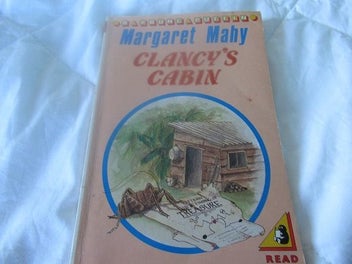 Margaret Mahy
CLANCY'S
CABIN
TREASURE
READ